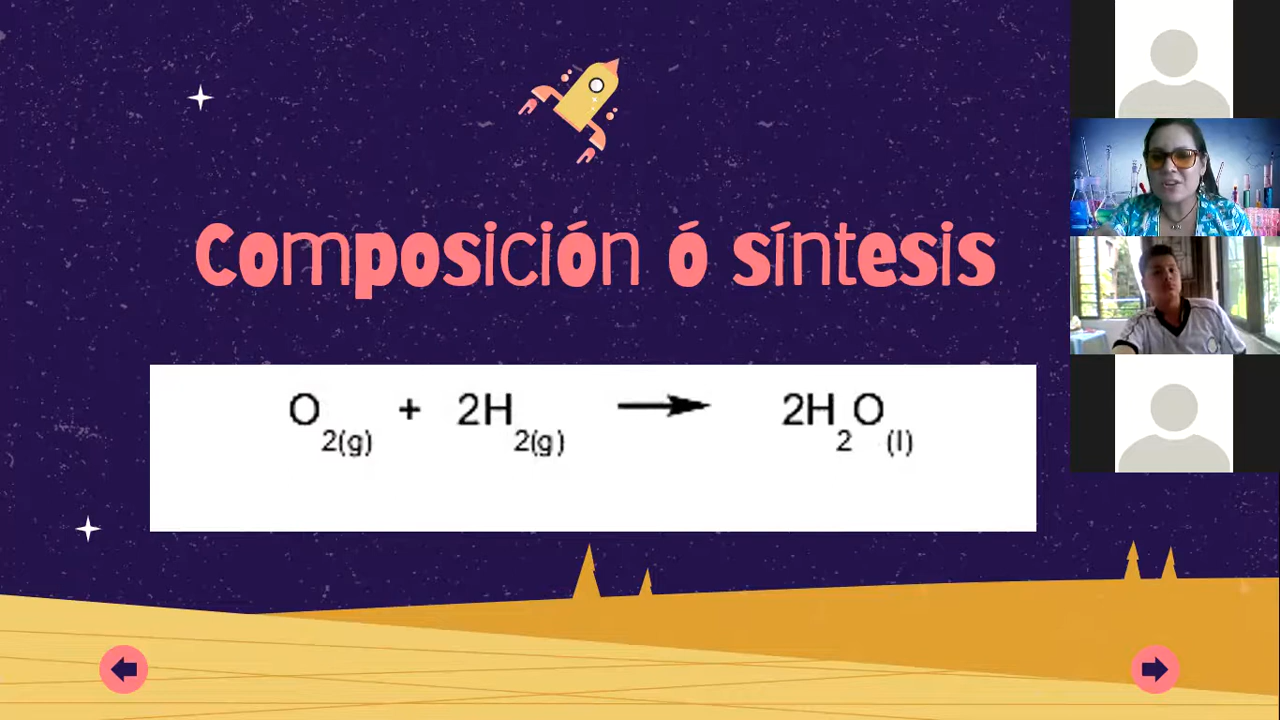 Composición ó síntesis
O2(g) + 2H2(g) → 2H2O(l)